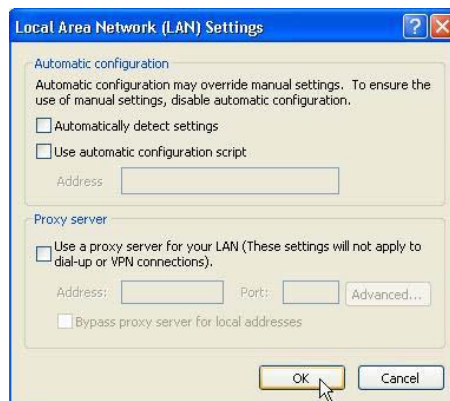 Local Area Network (LAN) Settings
Automatic configuration
Automatic configuration may override manual settings. To ensure the
use of manual settings, disable automatic configuration.
Automatically detect settings
Use automatic configuration script
Address
Proxy server
Use a proxy server for your LAN (These settings will not apply to
dial-up or VPN connections).
Address:
Port:
Advanced...
Bypass proxy server for local addresses
OK
Cancel